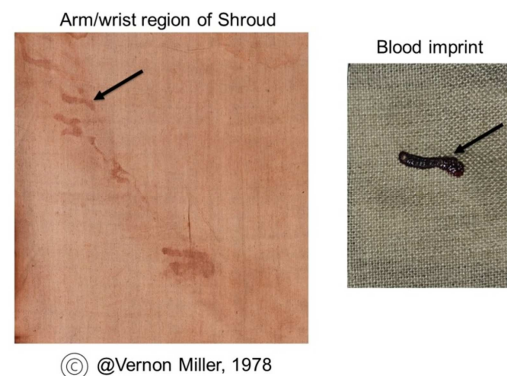 Arm/wrist region of Shroud
Blood imprint
© @Vernon Miller, 1978